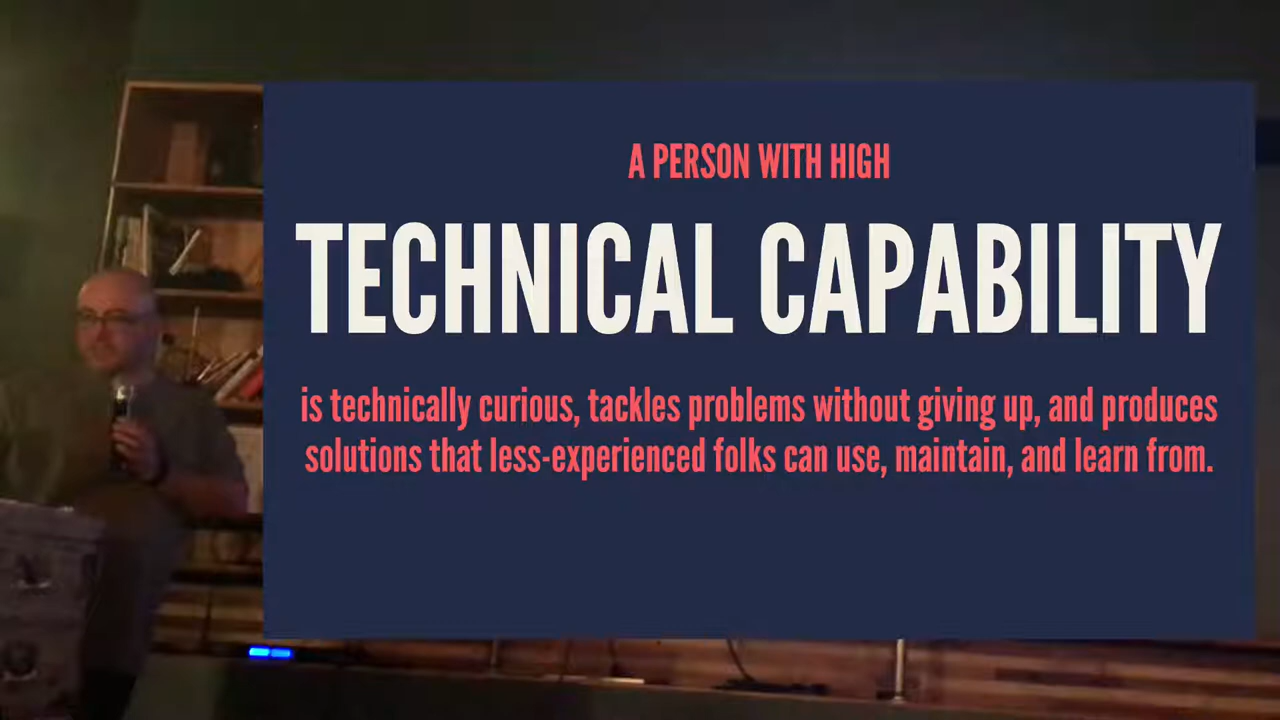 A PERSON WITH HIGH
TECHNICAL CAPABILITY
is technically curious, tackles problems without giving up, and produces
solutions that less-experienced folks can use, maintain, and learn from.